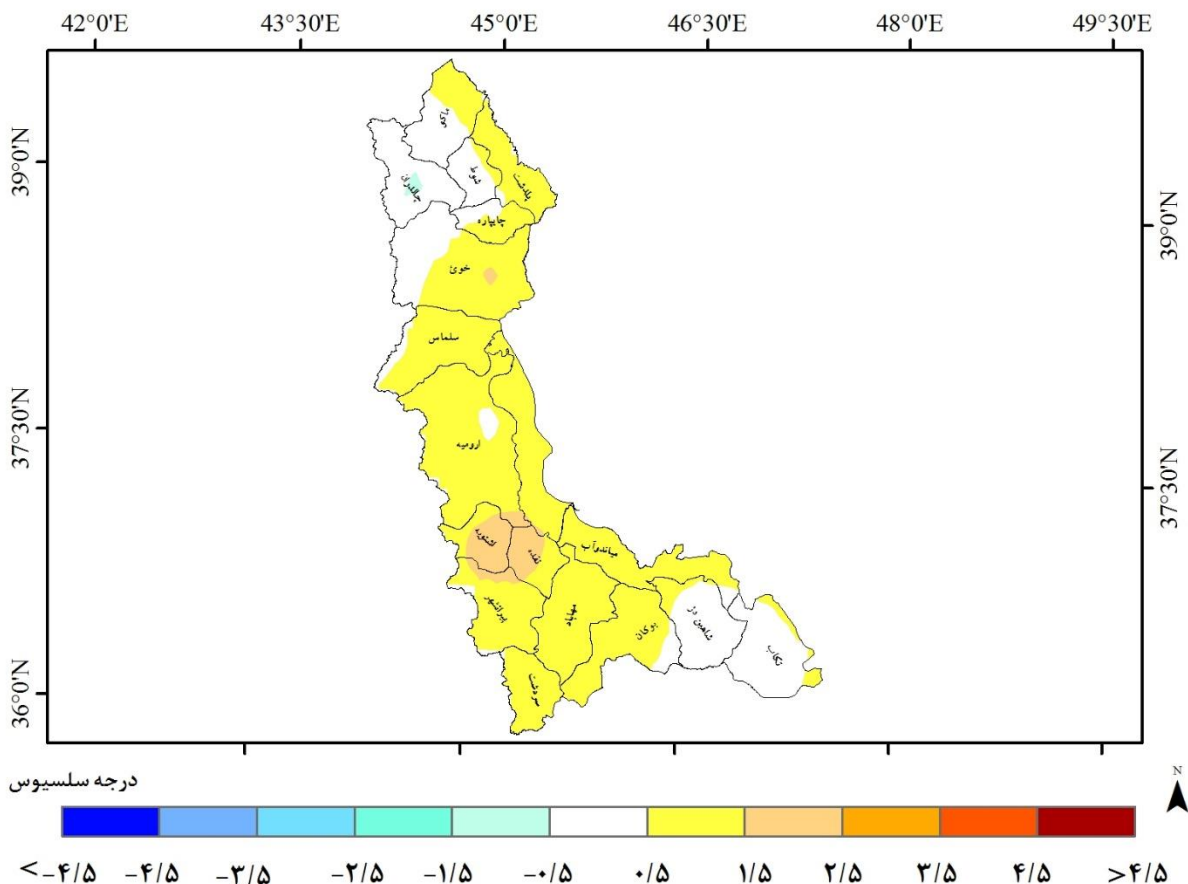 42°0'E 43°30'E 45°0'E 46°30'E 48°0'E 49°30'E
39°0'N
39°0'N
37°30'N
37°30'N
36°0'N
شوط
پلدشت
چالدران
چایپاره
خوی
سلماس
ارومیه
اشنویه
نقده
میاندوآب
پیرانشهر
مهاباد
بوکان
شاهین دژ
تکاب
سردشت
درجه سلسیوس
N
<-۴/۵ -۴/۵ -۳/۵ -۲/۵ -۱/۵ -۰/۵ ۰/۵ ۱/۵ ۲/۵ ۳/۵ ۴/۵ >۴/۵